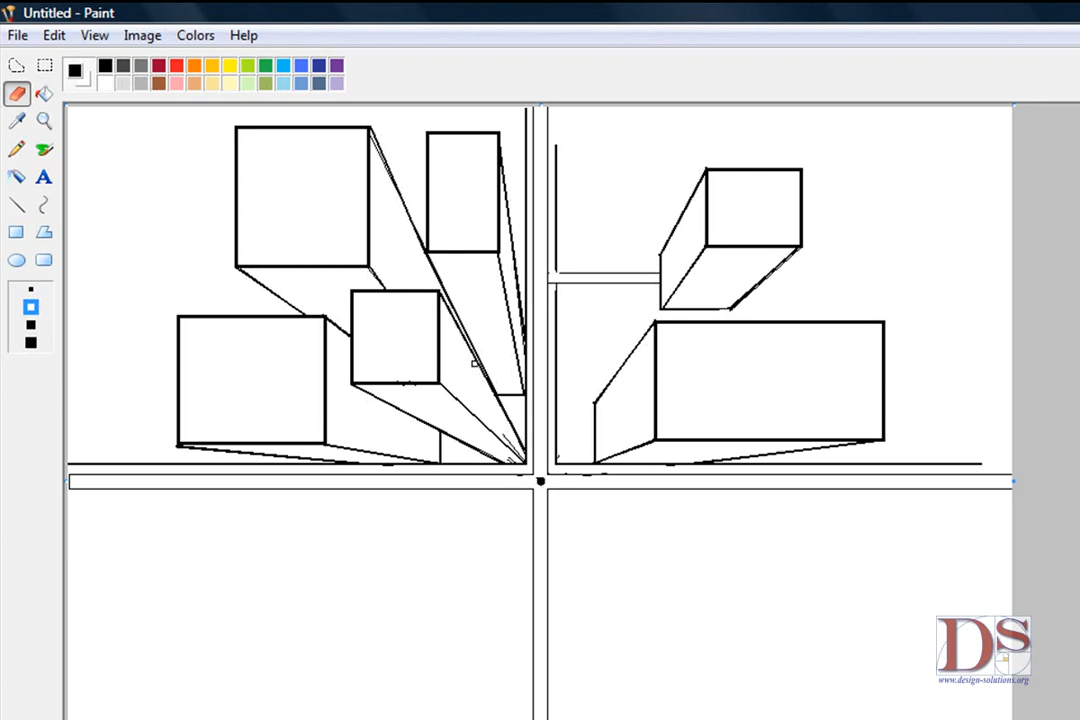 Untitled - Paint
File Edit View Image Colors Help
A
DS
www.design-solutions.org